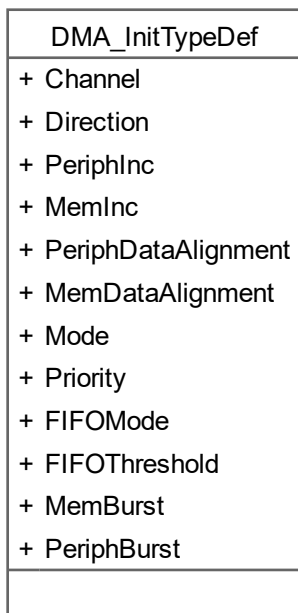 DMA_InitTypeDef
+ Channel
+ Direction
+ PeriphInc
+ MemInc
+ PeriphDataAlignment
+ MemDataAlignment
+ Mode
+ Priority
+ FIFOMode
+ FIFOThreshold
+ MemBurst
+ PeriphBurst